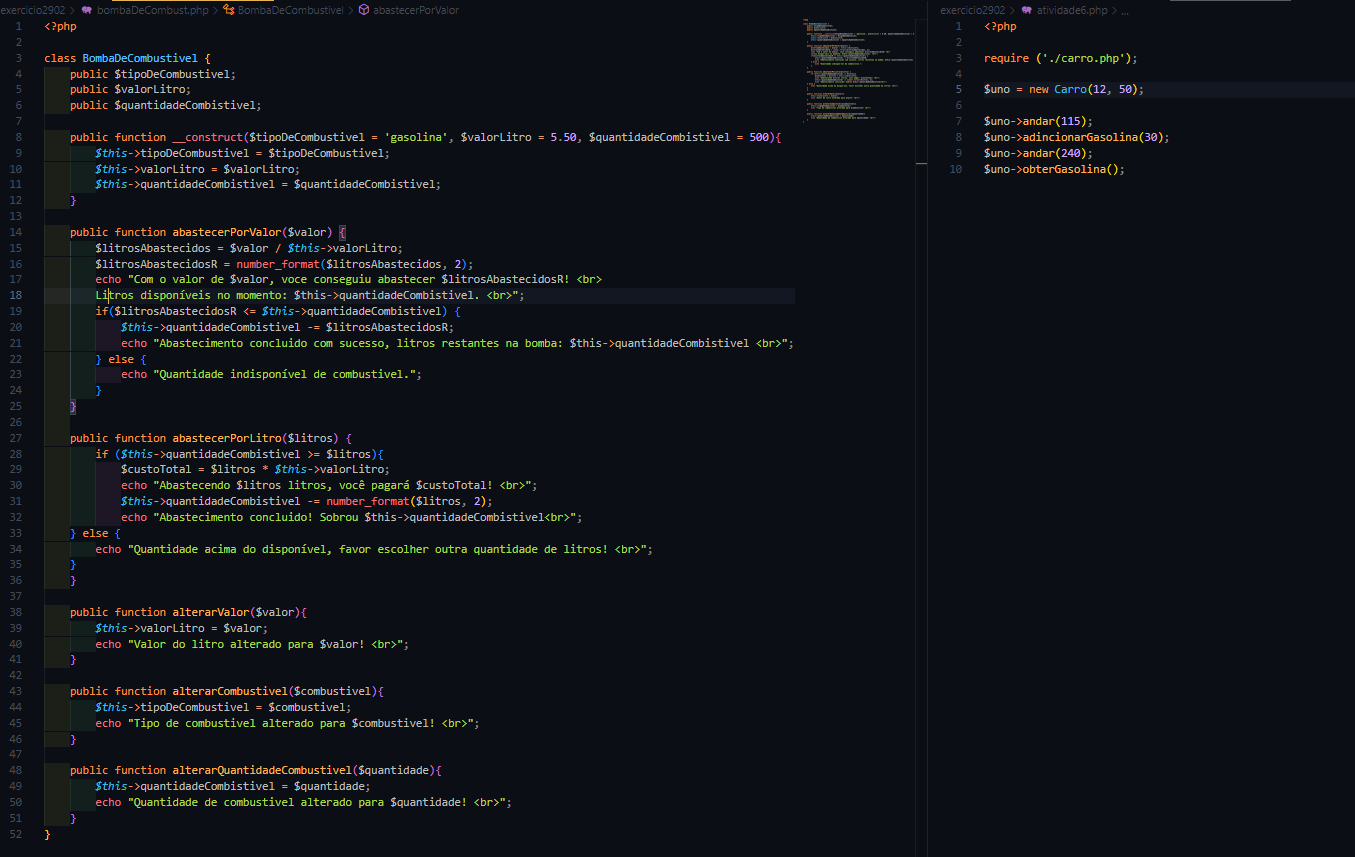 exercicio2902 > bombaDeCombust.php > BombaDeCombustivel > abastecerPorValor
1 <?php
2
3 class BombaDeCombustivel {
4 public $tipoDeCombustivel;
5 public $valorLitro;
6 public $quantidadeCombistivel;
7
8 public function __construct($tipoDeCombustivel = 'gasolina', $valorLitro = 5.50, $quantidadeCombistivel = 500){
9 $this->tipoDeCombustivel = $tipoDeCombustivel;
10 $this->valorLitro = $valorLitro;
11 $this->quantidadeCombistivel = $quantidadeCombistivel;
12 }
13
14 public function abastecerPorValor($valor) {
15 $litrosAbastecidos = $valor / $this->valorLitro;
16 $litrosAbastecidosR = number_format($litrosAbastecidos, 2);
17 echo "Com o valor de $valor, voce conseguiu abastecer $litrosAbastecidosR! <br>
18 Litros disponíveis no momento: $this->quantidadeCombistivel. <br>";
19 if($litrosAbastecidosR <= $this->quantidadeCombistivel) {
20 $this->quantidadeCombistivel -= $litrosAbastecidosR;
21 echo "Abastecimento concluido com sucesso, litros restantes na bomba: $this->quantidadeCombistivel <br>";
22 } else {
23 echo "Quantidade indisponível de combustivel.";
24 }
25 }
26
27 public function abastecerPorLitro($litros) {
28 if ($this->quantidadeCombistivel >= $litros){
29 $custoTotal = $litros * $this->valorLitro;
30 echo "Abastecendo $litros litros, você pagará $custoTotal! <br>";
31 $this->quantidadeCombistivel -= number_format($litros, 2);
32 echo "Abastecimento concluido! Sobrou $this->quantidadeCombistivel<br>";
33 } else {
34 echo "Quantidade acima do disponível, favor escolher outra quantidade de litros! <br>";
35 }
36 }
37
38 public function alterarValor($valor){
39 $this->valorLitro = $valor;
40 echo "Valor do litro alterado para $valor! <br>";
41 }
42
43 public function alterarCombustivel($combustivel){
44 $this->tipoDeCombustivel = $combustivel;
45 echo "Tipo de combustivel alterado para $combustivel! <br>";
46 }
47
48 public function alterarQuantidadeCombustivel($quantidade){
49 $this->quantidadeCombistivel = $quantidade;
50 echo "Quantidade de combustivel alterado para $quantidade! <br>";
51 }
52 }
exercicio2902 > atividade6.php > ...
1 <?php
2
3 require ('./carro.php');
4
5 $uno = new Carro(12, 50);
6
7 $uno->andar(115);
8 $uno->adincionarGasolina(30);
9 $uno->andar(240);
10 $uno->obterGasolina();